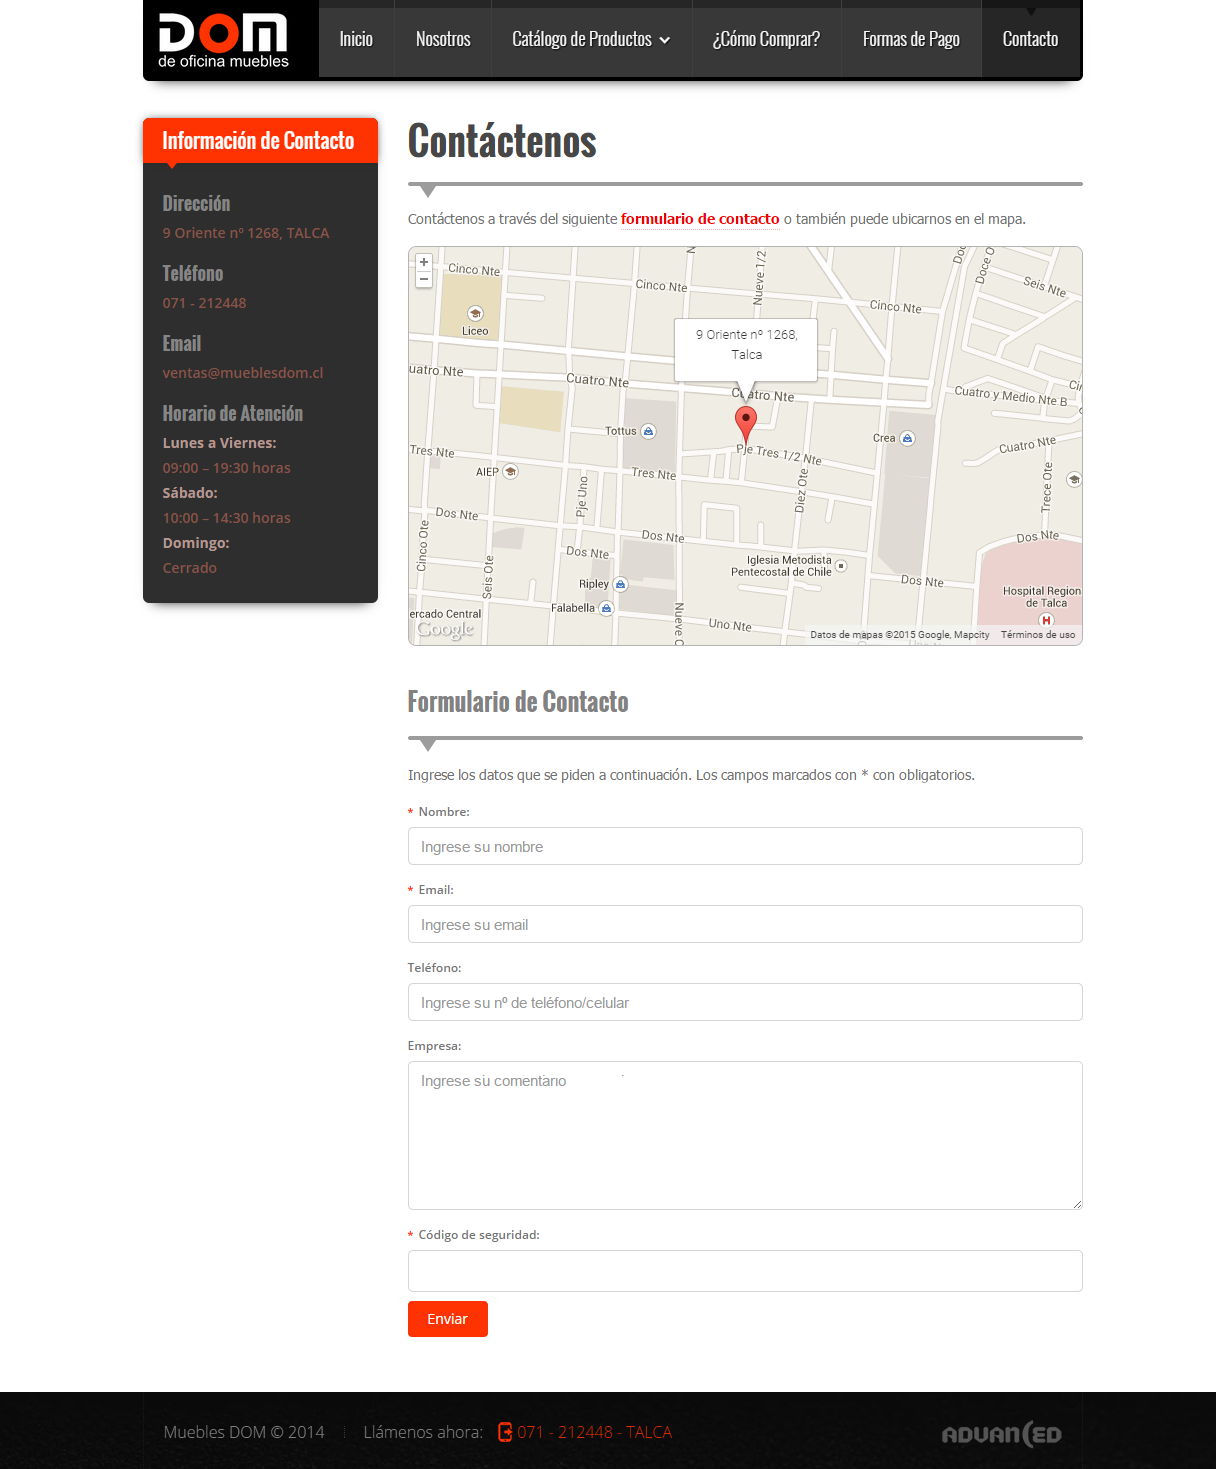 DOM
de oficina muebles
Inicio
Nosotros
Catálogo de Productos
¿Cómo Comprar?
Formas de Pago
Contacto
Información de Contacto
Dirección
9 Oriente nº 1268, TALCA
Teléfono
071 - 212448
Email
ventas@mueblesdom.cl
Horario de Atención
Lunes a Viernes:
09:00 – 19:30 horas
Sábado:
10:00 – 14:30 horas
Domingo:
Cerrado
Contáctenos
Contáctenos a través del siguiente formulario de contacto o también puede ubicarnos en el mapa.
+
−
Cinco Nte
Cinco Nte
Nueve 1/2
Cinco Nte
Doce O
Seis Nte
Liceo
9 Oriente nº 1268,
Talca
uatro Nte
Cuatro Nte
Cuatro Nte
Cuatro y Medio Nte B
Tottus
Crea
Cuatro Nte
Tres Nte
AIEP
Tres Nte
Pje Tres 1/2 Nte
Pje Uno
Diez Ote
Trece Ote
Dos Nte
Cinco Ote
Dos Nte
Dos Nte
Seis Ote
Dos Nte
Dos Nte
Iglesia Metodista
Pentecostal de Chile
Ripley
Falabella
Hospital Region
de Talca
H
ercado Central
Nueve O
Uno Nte
Google
Datos de mapas ©2015 Google, Mapcity
Términos de uso
Formulario de Contacto
Ingrese los datos que se piden a continuación. Los campos marcados con * con obligatorios.
* Nombre:
Ingrese su nombre
* Email:
Ingrese su email
Teléfono:
Ingrese su nº de teléfono/celular
Empresa:
Ingrese su comentario
* Código de seguridad:
Enviar
Muebles DOM © 2014
Llámenos ahora:
071 - 212448 - TALCA
ADVANCED